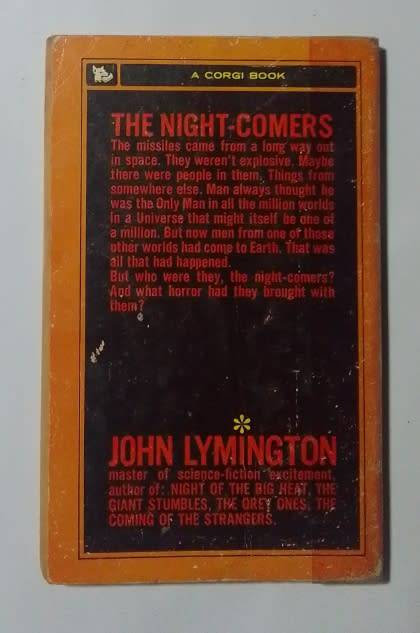 A CORGI BOOK
THE NIGHT-COMERS
The missiles came from a long way out
in space. They weren't explosive. Maybe
there were people in them. Things from
somewhere else. Man always thought he
was the Only Man in all the million worlds
in a Universe that might itself be one of
a million. But now men from one of those
other worlds had come to Earth. That was
all that had happened.
But who were they, the night-comers?
And what horror had they brought with
them?
*
JOHN LYMINGTON
master of science-fiction excitement,
author of: NIGHT OF THE BIG HEAT, THE
GIANT STUMBLES, THE GREY ONES, THE
COMING OF THE STRANGERS.